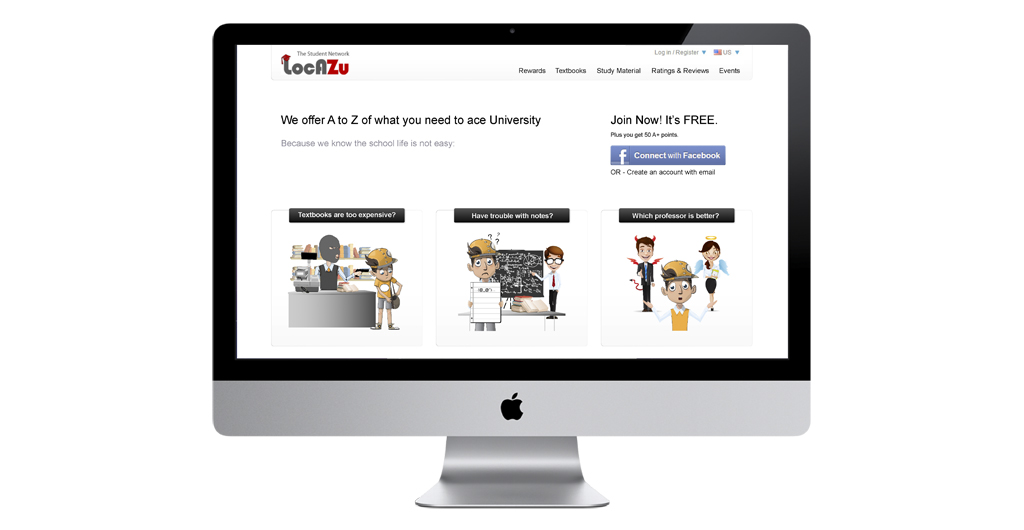 The Student Network
LocAZu
Log in / Register
US
Rewards
Textbooks
Study Material
Ratings & Reviews
Events
We offer A to Z of what you need to ace University
Because we know the school life is not easy:
Join Now! It's FREE.
Plus you get 50 A+ points.
f Connect with Facebook
OR - Create an account with email
Textbooks are too expensive?
Have trouble with notes?
Which professor is better?
? ?
?